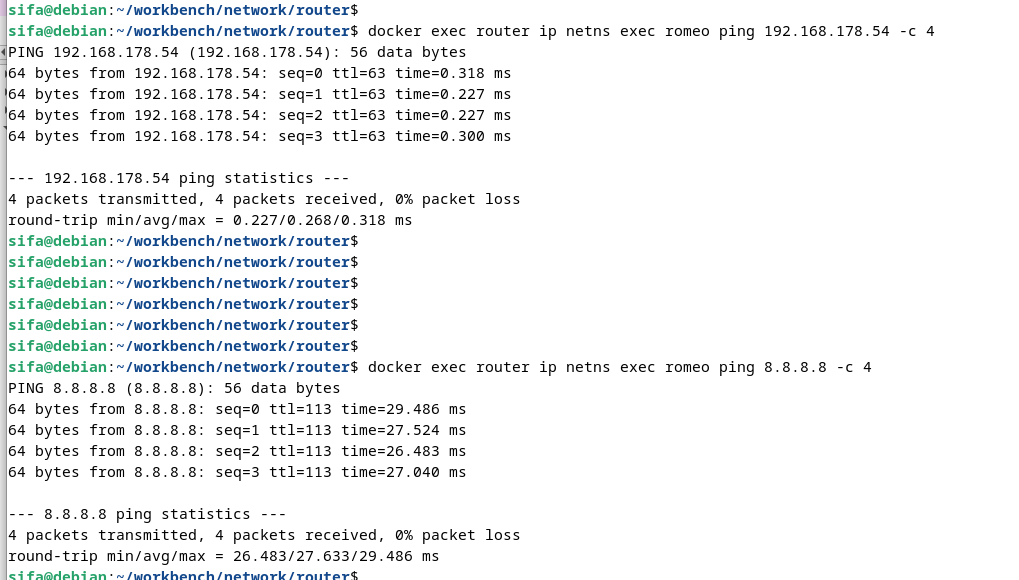 sifa@debian:~/workbench/network/router$
sifa@debian:~/workbench/network/router$ docker exec router ip netns exec romeo ping 192.168.178.54 -c 4
PING 192.168.178.54 (192.168.178.54): 56 data bytes
64 bytes from 192.168.178.54: seq=0 ttl=63 time=0.318 ms
64 bytes from 192.168.178.54: seq=1 ttl=63 time=0.227 ms
64 bytes from 192.168.178.54: seq=2 ttl=63 time=0.227 ms
64 bytes from 192.168.178.54: seq=3 ttl=63 time=0.300 ms

--- 192.168.178.54 ping statistics ---
4 packets transmitted, 4 packets received, 0% packet loss
round-trip min/avg/max = 0.227/0.268/0.318 ms
sifa@debian:~/workbench/network/router$
sifa@debian:~/workbench/network/router$
sifa@debian:~/workbench/network/router$
sifa@debian:~/workbench/network/router$
sifa@debian:~/workbench/network/router$
sifa@debian:~/workbench/network/router$
sifa@debian:~/workbench/network/router$ docker exec router ip netns exec romeo ping 8.8.8.8 -c 4
PING 8.8.8.8 (8.8.8.8): 56 data bytes
64 bytes from 8.8.8.8: seq=0 ttl=113 time=29.486 ms
64 bytes from 8.8.8.8: seq=1 ttl=113 time=27.524 ms
64 bytes from 8.8.8.8: seq=2 ttl=113 time=26.483 ms
64 bytes from 8.8.8.8: seq=3 ttl=113 time=27.040 ms

--- 8.8.8.8 ping statistics ---
4 packets transmitted, 4 packets received, 0% packet loss
round-trip min/avg/max = 26.483/27.633/29.486 ms
sifa@debian:~/workbench/network/router$